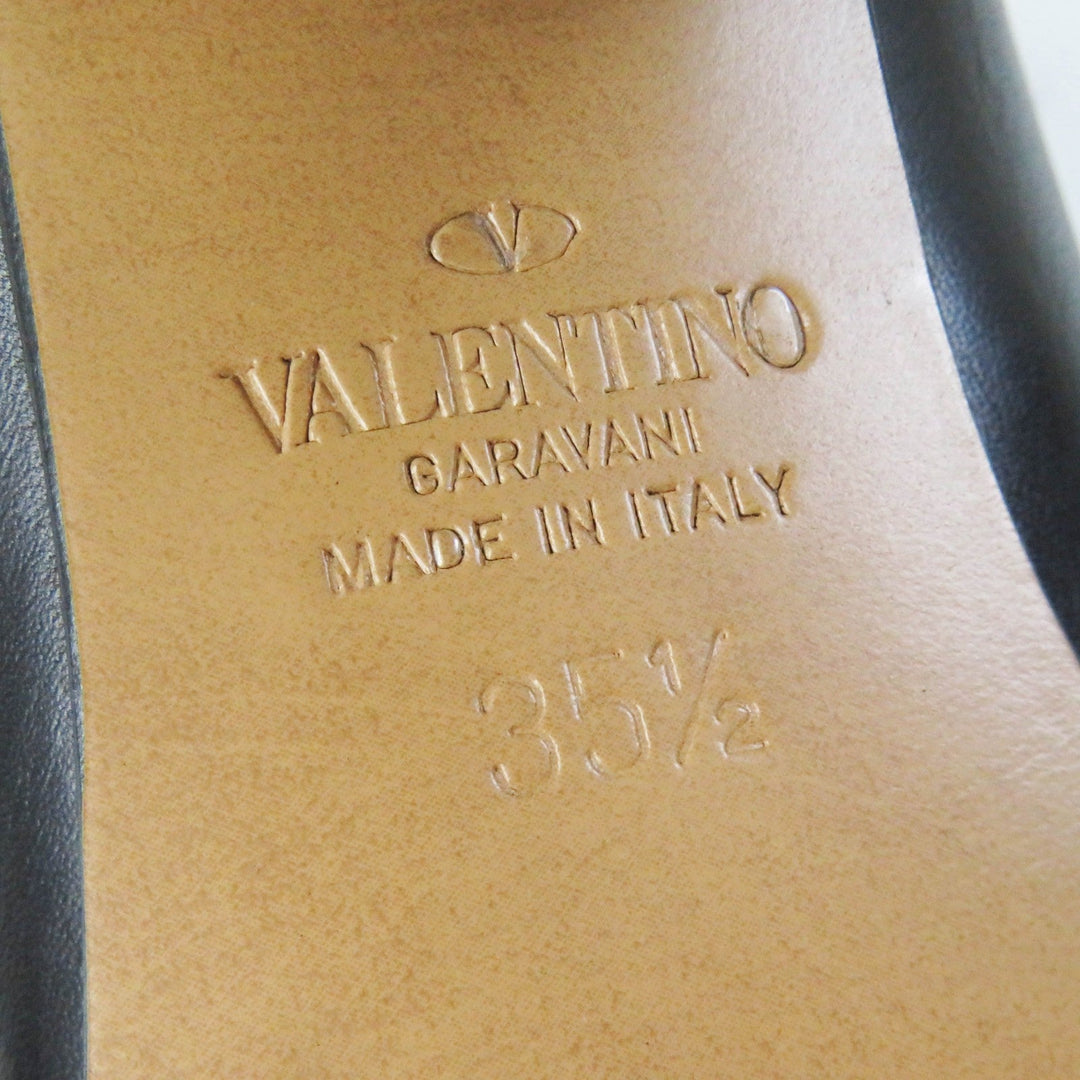 V
VALENTINO
GARAVANI
MADE IN ITALY
35½